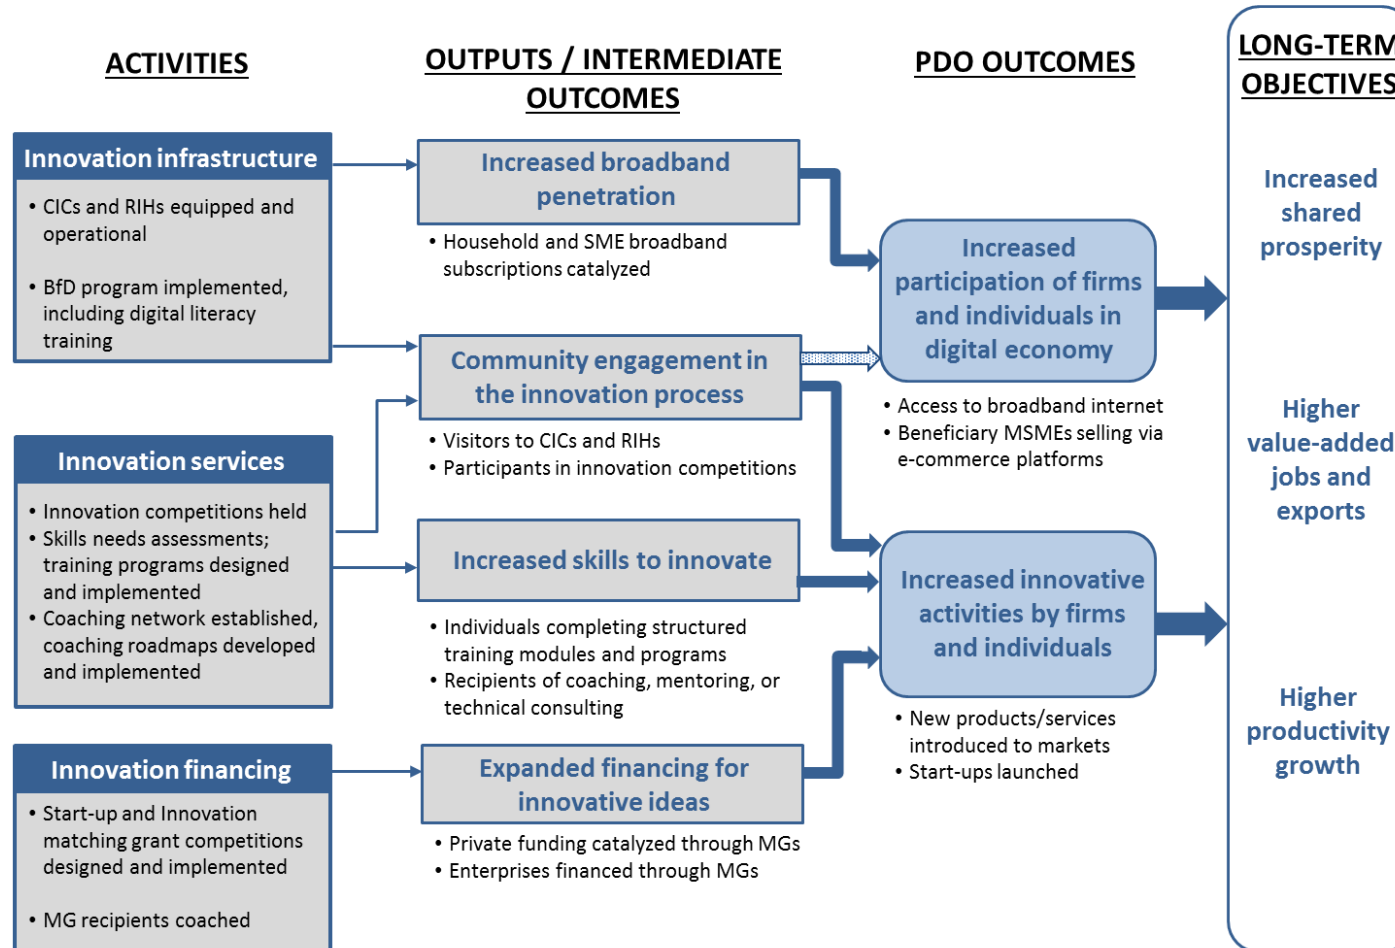 ACTIVITIES
OUTPUTS / INTERMEDIATE
OUTCOMES
PDO OUTCOMES
LONG-TERM
OBJECTIVES
Innovation infrastructure
• CICs and RIHs equipped and
operational
• BfD program implemented,
including digital literacy
training
Innovation services
• Innovation competitions held
• Skills needs assessments;
training programs designed
and implemented
• Coaching network established,
coaching roadmaps developed
and implemented
Innovation financing
• Start-up and Innovation
matching grant competitions
designed and implemented
• MG recipients coached
Increased broadband
penetration
• Household and SME broadband
subscriptions catalyzed
Community engagement in
the innovation process
• Visitors to CICs and RIHs
• Participants in innovation competitions
Increased skills to innovate
• Individuals completing structured
training modules and programs
• Recipients of coaching, mentoring, or
technical consulting
Expanded financing for
innovative ideas
• Private funding catalyzed through MGs
• Enterprises financed through MGs
Increased
participation of firms
and individuals in
digital economy
• Access to broadband internet
• Beneficiary MSMEs selling via
e-commerce platforms
Increased innovative
activities by firms
and individuals
• New products/services
introduced to markets
• Start-ups launched
Increased
shared
prosperity
Higher
value-added
jobs and
exports
Higher
productivity
growth